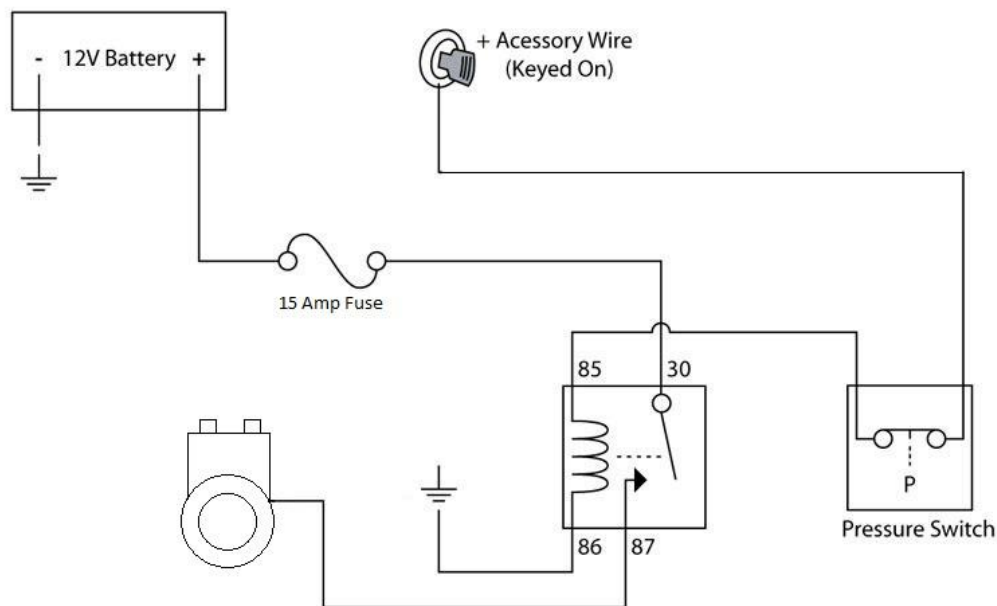 - 12V Battery +
+ Acessory Wire
(Keyed On)
15 Amp Fuse
85 30
86 87
P
Pressure Switch